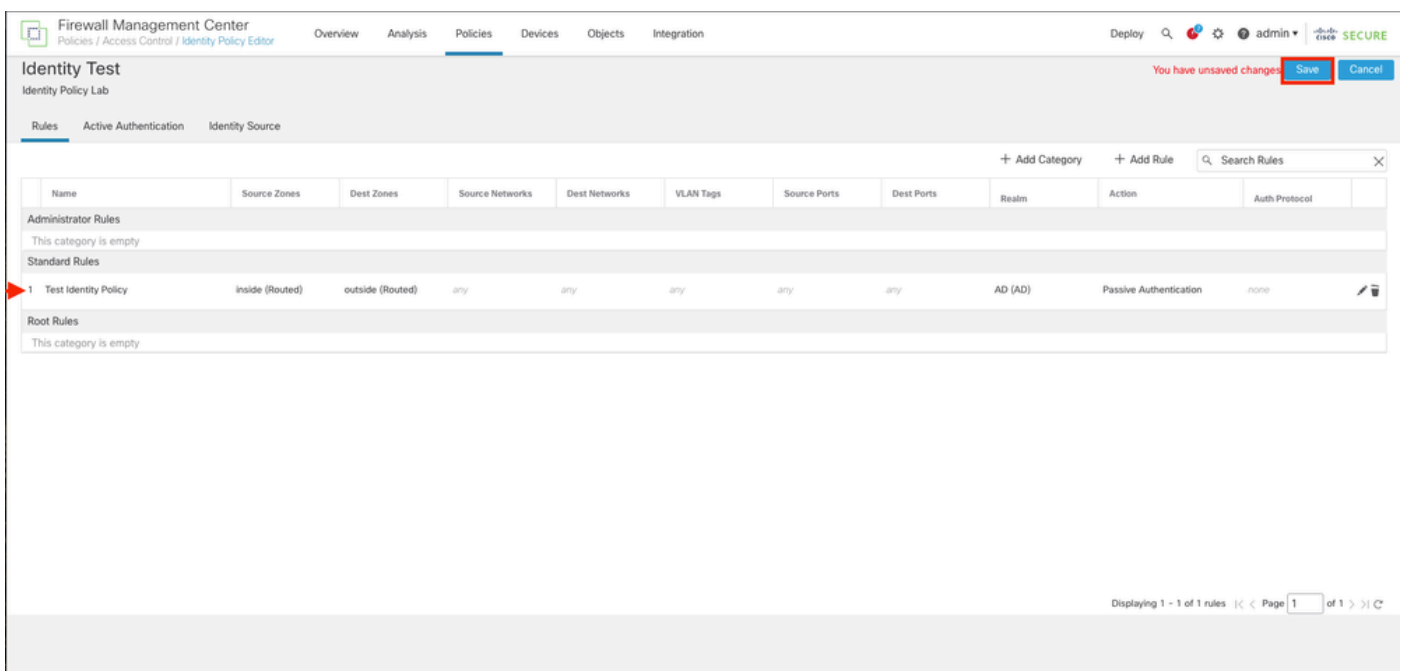 Firewall Management Center
Policies / Access Control / Identity Policy Editor
Overview Analysis Policies Devices Objects Integration
Deploy admin SECURE
cisco
Identity Test
Identity Policy Lab
You have unsaved changes Save Cancel
Rules Active Authentication Identity Source
+ Add Category + Add Rule Search Rules
Name Source Zones Dest Zones Source Networks Dest Networks VLAN Tags Source Ports Dest Ports Realm Action Auth Protocol
Administrator Rules
This category is empty
Standard Rules
1 Test Identity Policy inside (Routed) outside (Routed) any any any any any AD (AD) Passive Authentication none
Root Rules
This category is empty
Displaying 1 - 1 of 1 rules |< < Page 1 of 1 > >|